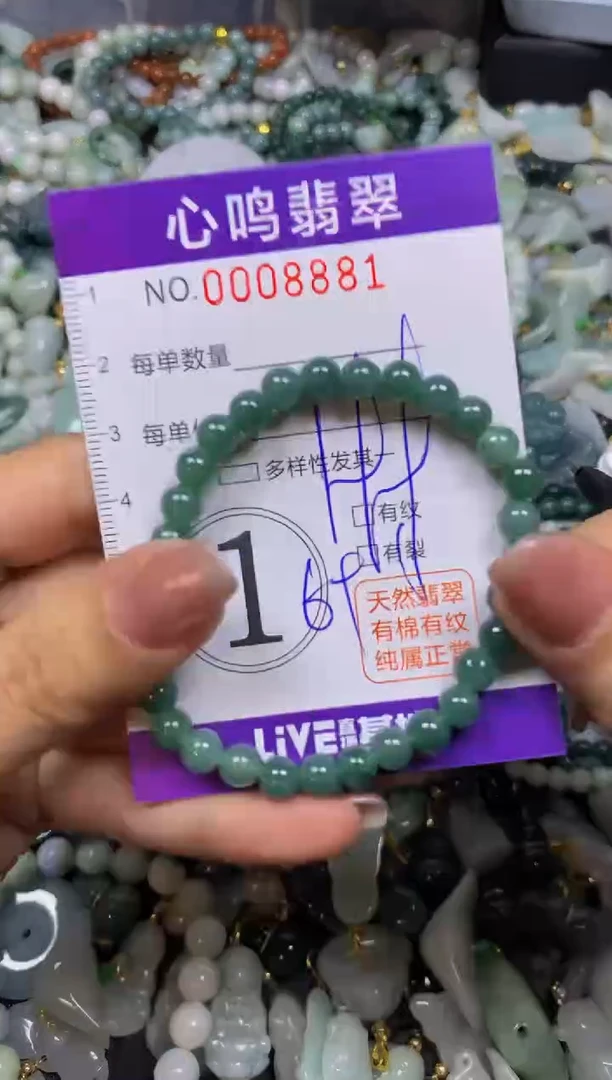 心鸣翡翠
NO.0008881
1
2
每单数量
3
每单
多样性发其一
4
有纹
有裂
1
天然翡翠
有棉有纹
纯属正常
LiVE